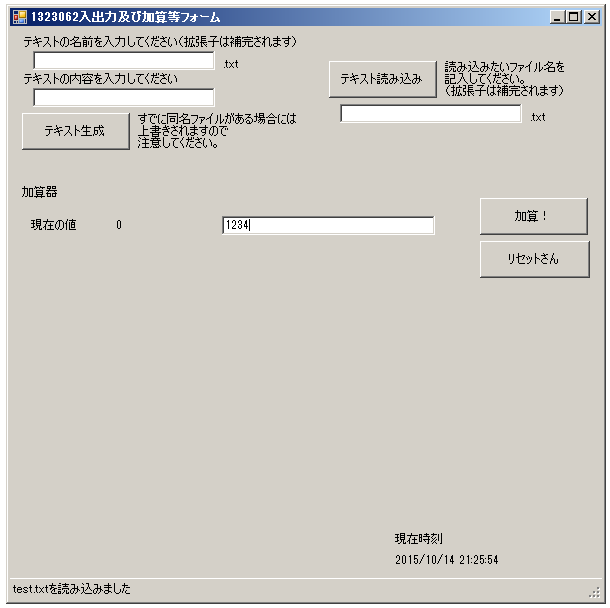 1323062入出力及び加算等フォーム
テキストの名前を入力してください(拡張子は補完されます)
.txt
テキストの内容を入力してください
テキスト生成
すでに同名ファイルがある場合には
上書きされますので
注意してください。
テキスト読み込み
読み込みたいファイル名を
記入してください。
(拡張子は補完されます)
.txt
加算器
現在の値 0
1234
加算！
リセットさん
現在時刻
2015/10/14 21:25:54
test.txtを読み込みました